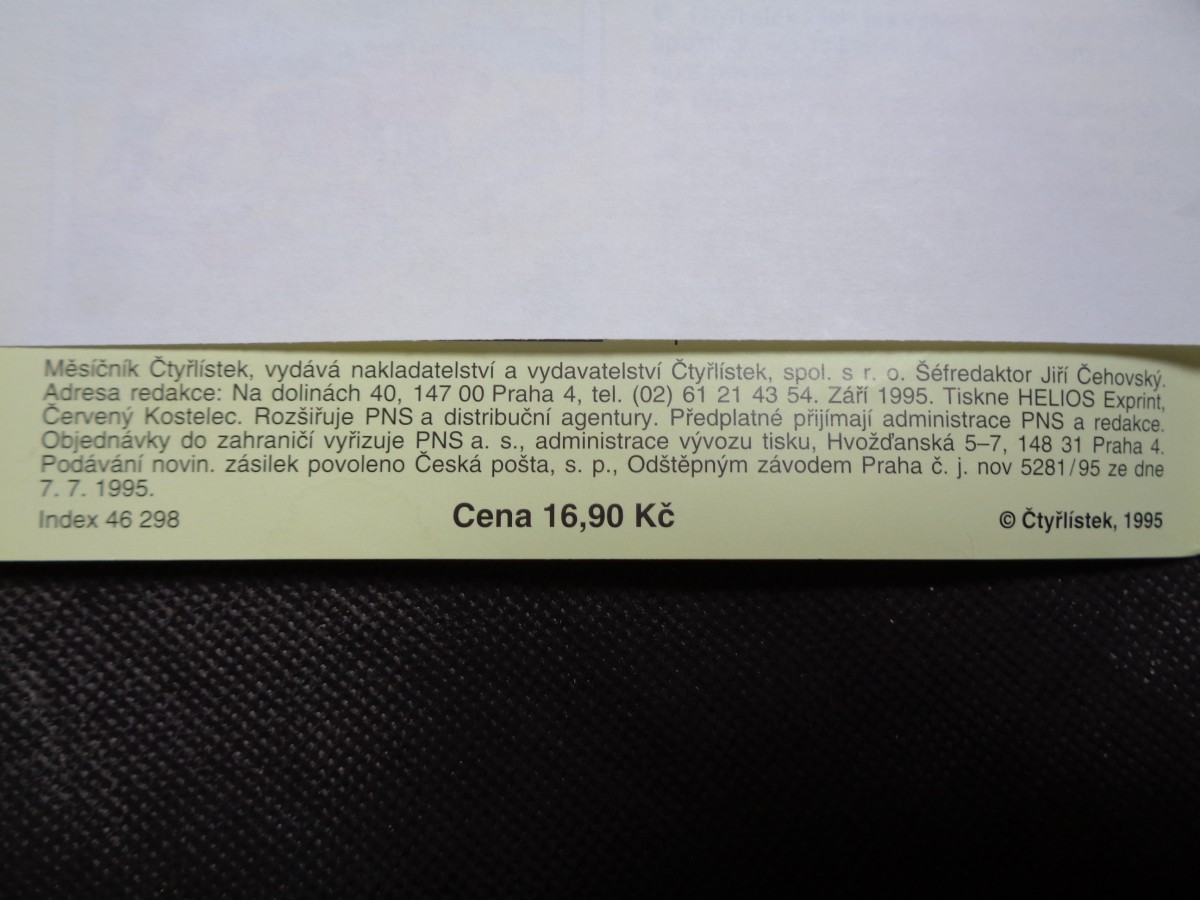 Měsíčník Čtyřlístek, vydává nakladatelství a vydavatelství Čtyřlístek, spol. s r. o. Šéfredaktor Jiří Čehovský.
Adresa redakce: Na dolinách 40, 147 00 Praha 4, tel. (02) 61 21 43 54. Září 1995. Tiskne HELIOS Exprint,
Červený Kostelec. Rozšiřuje PNS a distribuční agentury. Předplatné přijímají administrace PNS a redakce.
Objednávky do zahraničí vyřizuje PNS a. s., administrace vývozu tisku, Hvožďanská 5–7, 148 31 Praha 4.
Podávání novin. zásilek povoleno Česká pošta, s. p., Odštěpným závodem Praha č. j. nov 5281/95 ze dne
7. 7. 1995.
Index 46 298 Cena 16,90 Kč © Čtyřlístek, 1995